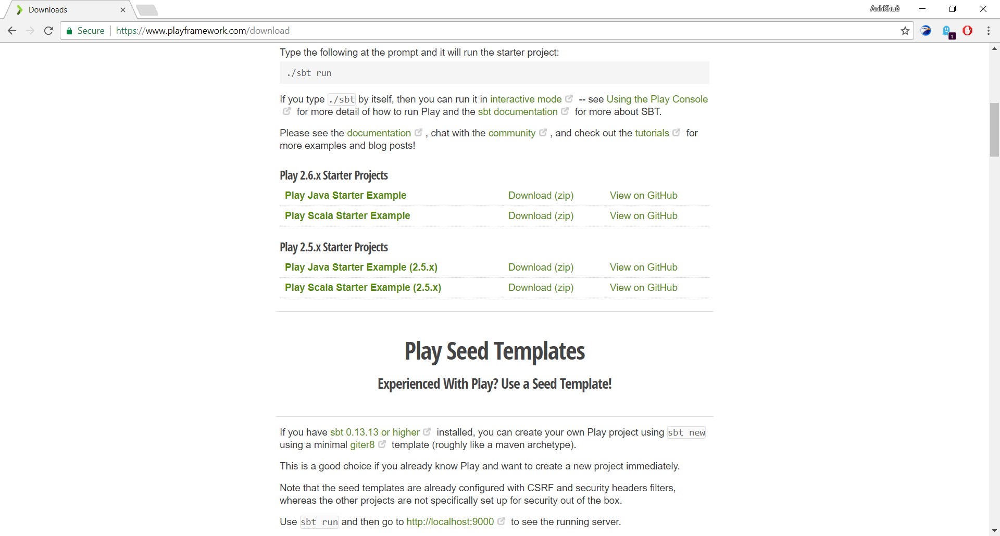 Downloads
AnhKhuê
Secure
https://www.playframework.com/download
1
Type the following at the prompt and it will run the starter project:
./sbt run
If you type ./sbt by itself, then you can run it in interactive mode -- see Using the Play Console
for more detail of how to run Play and the sbt documentation for more about SBT.
Please see the documentation , chat with the community , and check out the tutorials for
more examples and blog posts!
Play 2.6.x Starter Projects
Play Java Starter Example Download (zip) View on GitHub
Play Scala Starter Example Download (zip) View on GitHub
Play 2.5.x Starter Projects
Play Java Starter Example (2.5.x) Download (zip) View on GitHub
Play Scala Starter Example (2.5.x) Download (zip) View on GitHub
Play Seed Templates
Experienced With Play? Use a Seed Template!
If you have sbt 0.13.13 or higher installed, you can create your own Play project using sbt new
using a minimal giter8 template (roughly like a maven archetype).
This is a good choice if you already know Play and want to create a new project immediately.
Note that the seed templates are already configured with CSRF and security headers filters,
whereas the other projects are not specifically set up for security out of the box.
Use sbt run and then go to http://localhost:9000 to see the running server.